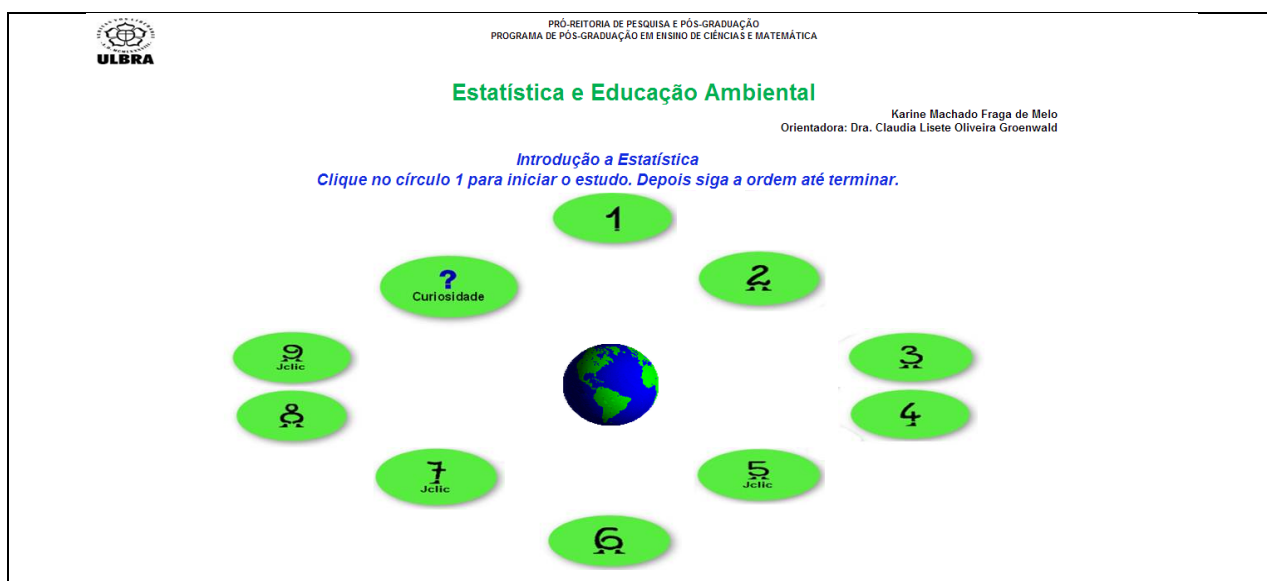 ULBRA
PRÓ-REITORIA DE PESQUISA E PÓS-GRADUAÇÃO
PROGRAMA DE PÓS-GRADUAÇÃO EM ENSINO DE CIÊNCIAS E MATEMÁTICA
Estatística e Educação Ambiental
Karine Machado Fraga de Melo
Orientadora: Dra. Claudia Lisete Oliveira Groenwald
Introdução a Estatística
Clique no círculo 1 para iniciar o estudo. Depois siga a ordem até terminar.
1
2
3
4
5
Jclic
6
7
Jclic
8
9
Jclic
?
Curiosidade